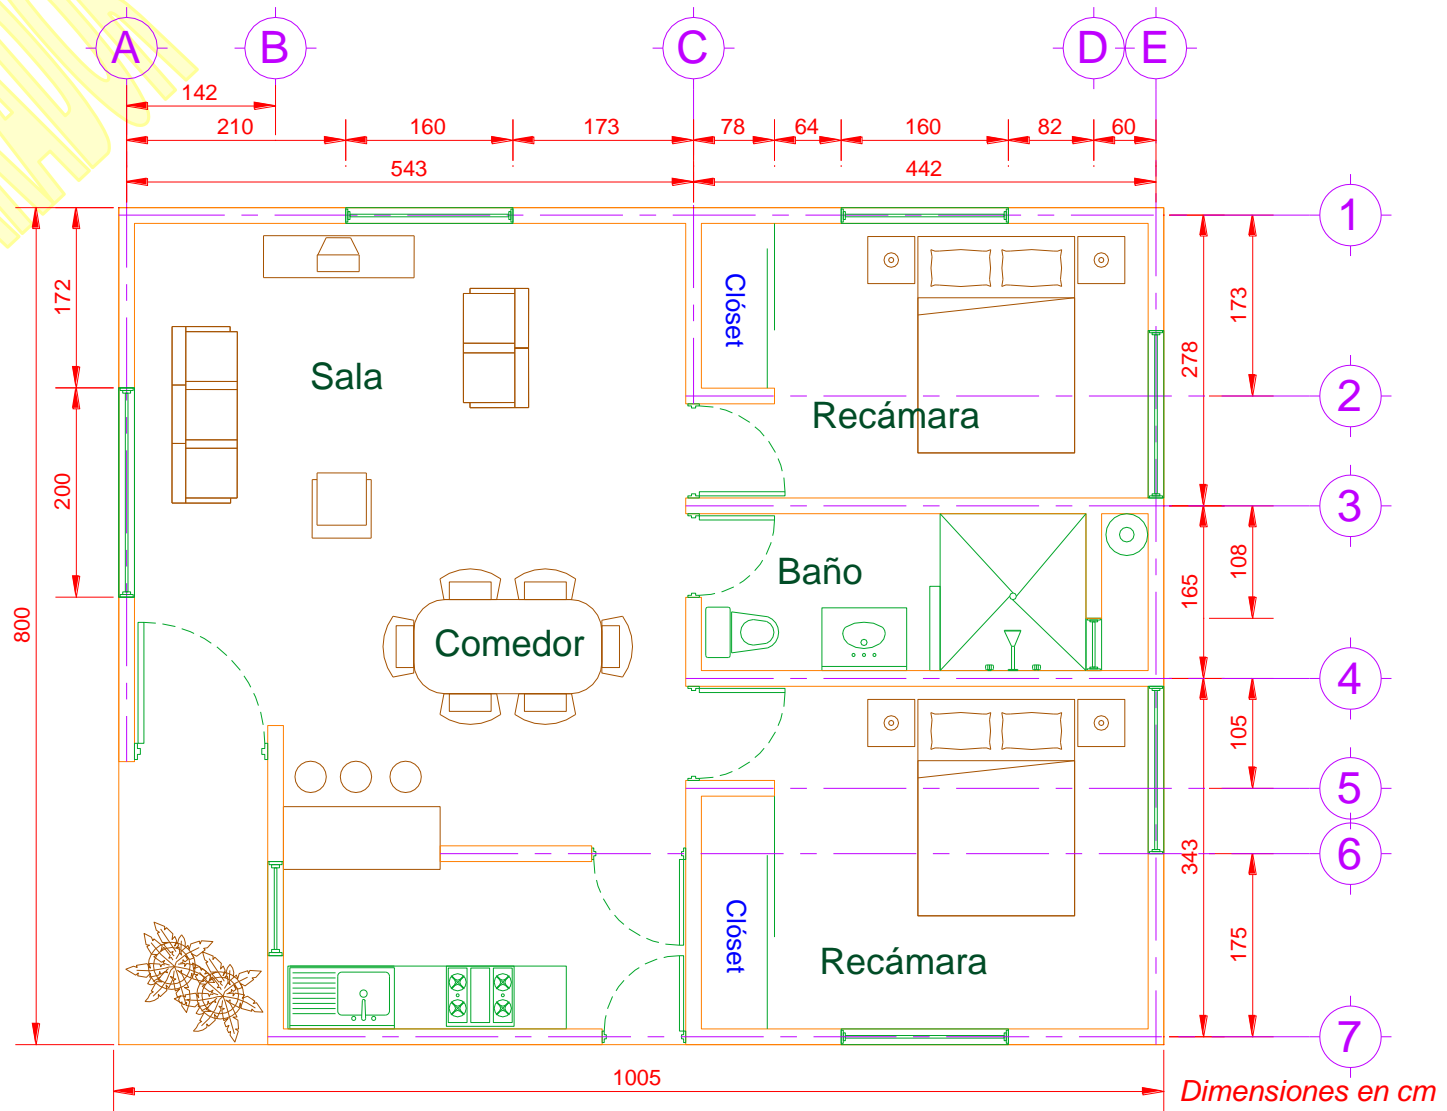 A B C D E
142
210 160 173 78 64 160 82 60
543 442
1
172 Clóset 173
Sala 278
2
Recámara
200
3
Baño 108
165
800 Comedor
4
105
5
343 6
Clóset 175
Recámara
7
1005
Dimensiones en cm